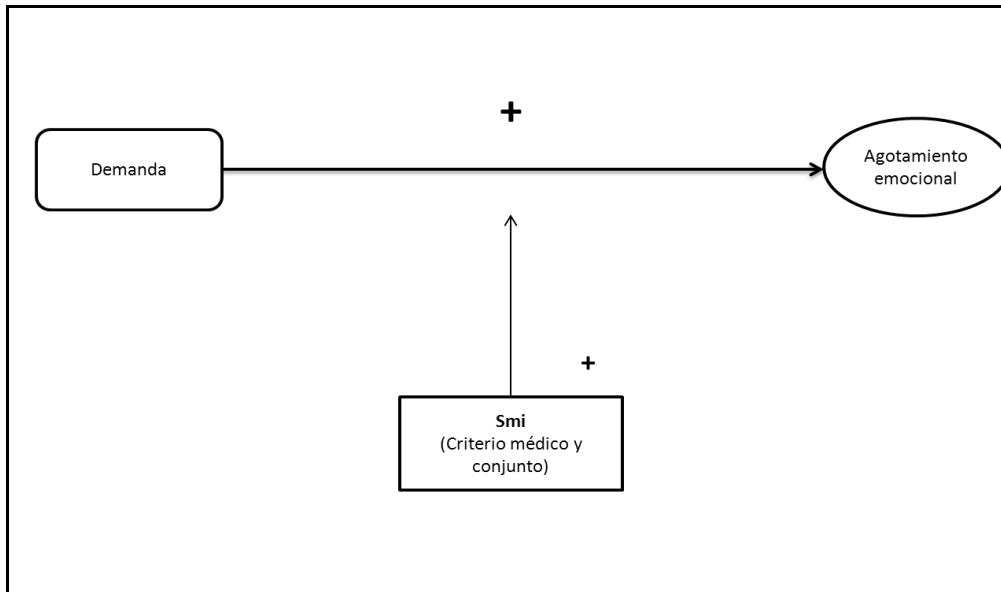 +
Demanda
Agotamiento
emocional
+
Smi
(Criterio médico y
conjunto)